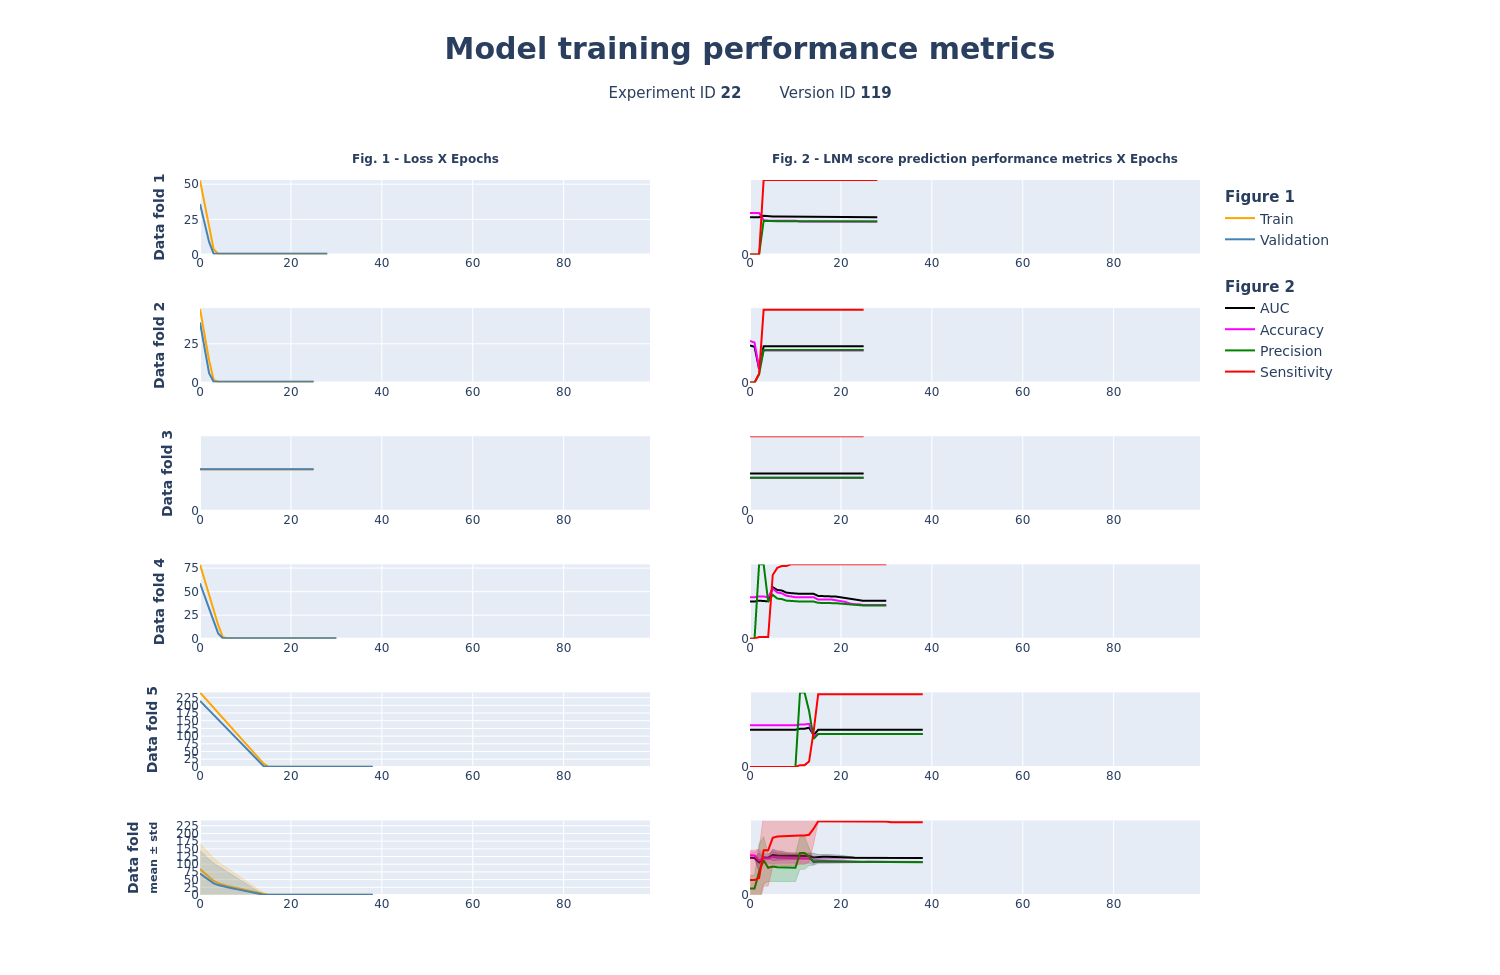 Model training performance metrics
Experiment ID 22 Version ID 119
Fig. 1 - Loss X Epochs
Fig. 2 - LNM score prediction performance metrics X Epochs
Data fold 1
50
25
0
0 20 40 60 80
0
0 20 40 60 80
Figure 1
Train
Validation
Figure 2
AUC
Accuracy
Precision
Sensitivity
Data fold 2
25
0
0 20 40 60 80
0
0 20 40 60 80
Data fold 3
0
0 20 40 60 80
0
0 20 40 60 80
Data fold 4
75
50
25
0
0 20 40 60 80
0
0 20 40 60 80
Data fold 5
225
200
175
150
125
100
75
50
25
0
0 20 40 60 80
0
0 20 40 60 80
Data fold
mean ± std
225
200
175
150
125
100
75
50
25
0
0 20 40 60 80
0
0 20 40 60 80